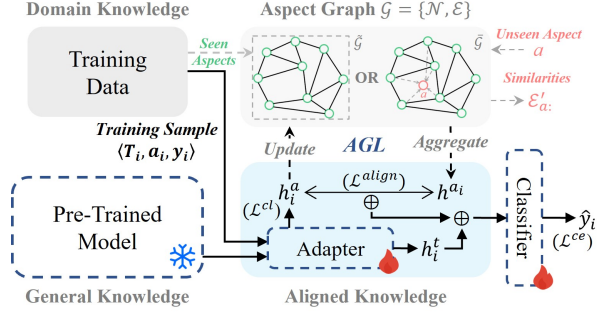 Domain Knowledge
Aspect Graph 𝒢 = {𝒩, ℰ}
Training
Data
Seen
Aspects
𝒢̃
OR
a
𝒢̃
Unseen Aspect
a
Similarities
ℰ′ₐ:
Training Sample
⟨Tᵢ, aᵢ, yᵢ⟩
Update
AGL
Aggregate
Pre-Trained
Model
(ℒᶜˡ)
hᵢᵃ
(ℒᵃˡⁱᵍⁿ)
h^{aᵢ}
⊕
⊕
Adapter
hᵢᵗ
Classifier
ŷᵢ
(ℒᶜᵉ)
General Knowledge
Aligned Knowledge